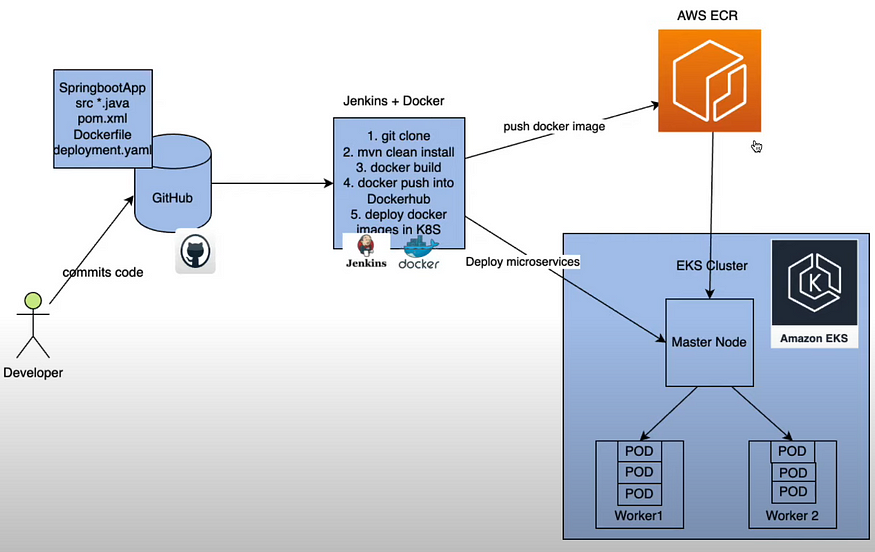 AWS ECR
SpringbootApp
src *.java
pom.xml
Dockerfile
deployment.yaml
GitHub
commits code
Developer
Jenkins + Docker
1. git clone
2. mvn clean install
3. docker build
4. docker push into
Dockerhub
5. deploy docker
images in K8S
Jenkins
docker
push docker image
Deploy microservices
EKS Cluster
K
Amazon EKS
Master Node
POD
POD
POD
Worker1
POD
POD
POD
Worker 2